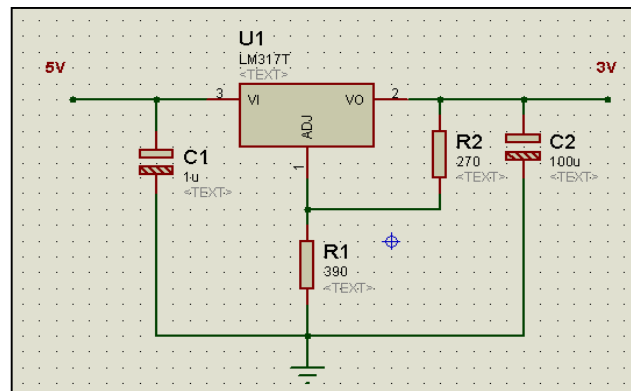 U1
LM317T
<TEXT>
5V
3V
3
VI
VO
2
ADJ
1
C1
1u
<TEXT>
R2
270
<TEXT>
C2
100u
<TEXT>
R1
390
<TEXT>